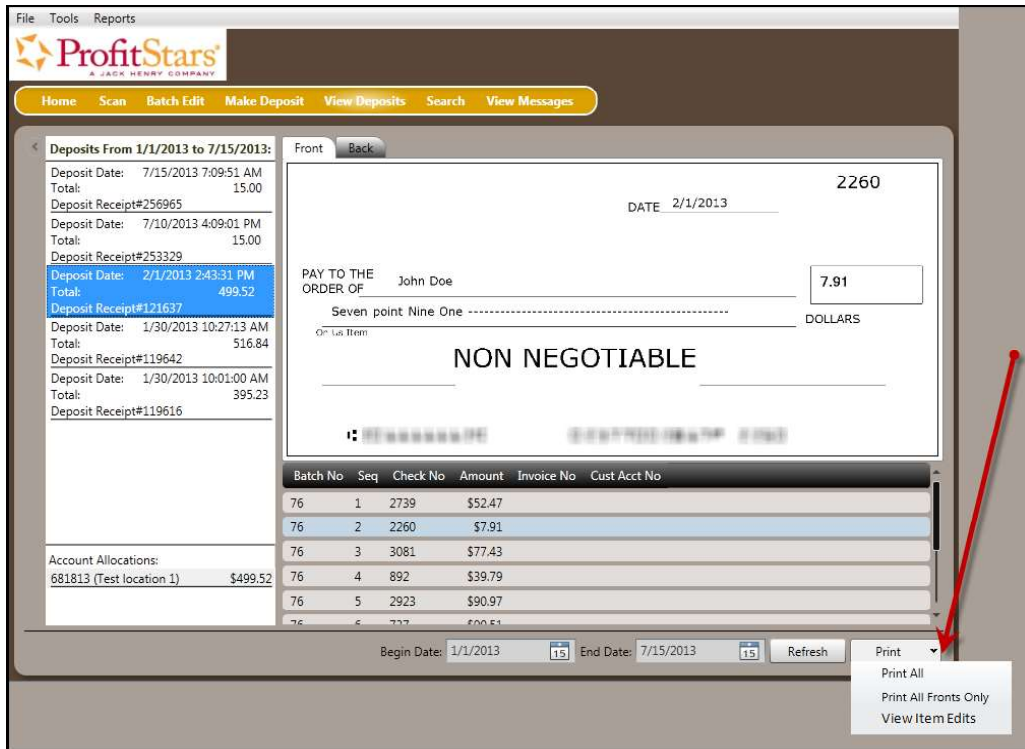 File Tools Reports
ProfitStars®
A JACK HENRY COMPANY
Home Scan Batch Edit Make Deposit View Deposits Search View Messages
Deposits From 1/1/2013 to 7/15/2013:
Deposit Date: 7/15/2013 7:09:51 AM
Total: 15.00
Deposit Receipt#256965
Deposit Date: 7/10/2013 4:09:01 PM
Total: 15.00
Deposit Receipt#253329
Deposit Date: 2/1/2013 2:43:31 PM
Total: 499.52
Deposit Receipt#121637
Deposit Date: 1/30/2013 10:27:13 AM
Total: 516.84
Deposit Receipt#119642
Deposit Date: 1/30/2013 10:01:00 AM
Total: 395.23
Deposit Receipt#119616
Account Allocations:
681813 (Test location 1) $499.52
Front Back
2260
DATE 2/1/2013
PAY TO THE
ORDER OF John Doe 7.91
Seven point Nine One ------------------------------------------------------
DOLLARS
On us Item
NON NEGOTIABLE
Batch No Seq Check No Amount Invoice No Cust Acct No
76 1 2739 $52.47
76 2 2260 $7.91
76 3 3081 $77.43
76 4 892 $39.79
76 5 2923 $90.97
76 6 727
Begin Date: 1/1/2013 15 End Date: 7/15/2013 15 Refresh Print
Print All
Print All Fronts Only
View Item Edits